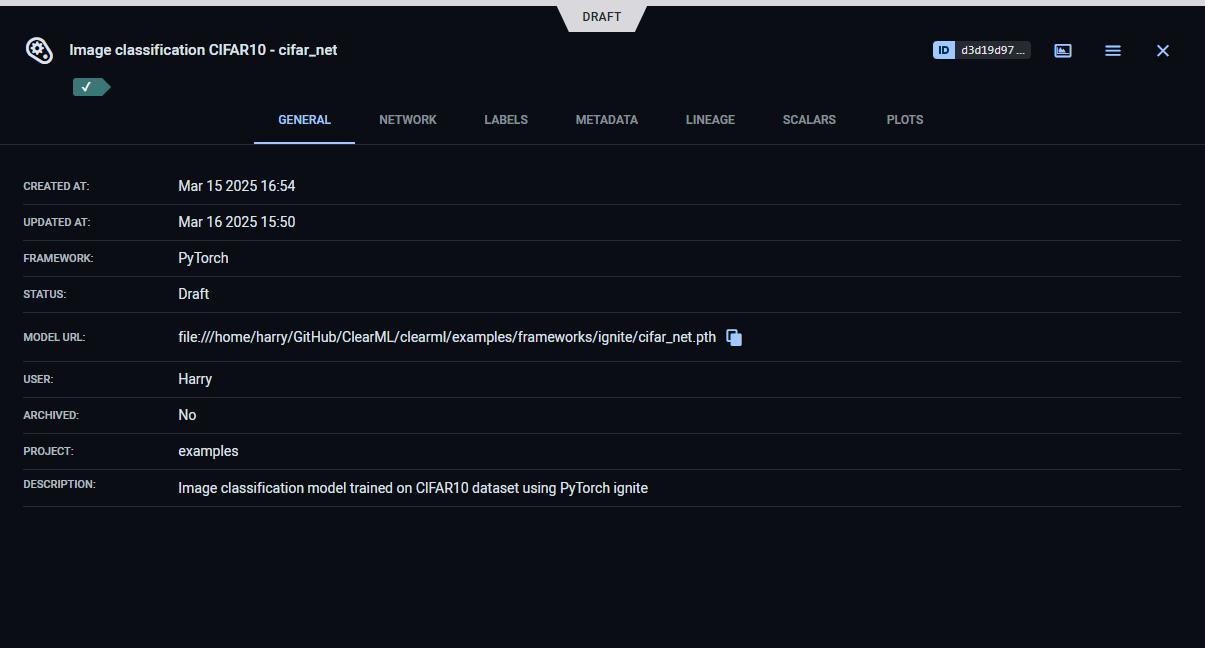 DRAFT
Image classification CIFAR10 - cifar_net
ID d3d19d97 ...
GENERAL NETWORK LABELS METADATA LINEAGE SCALARS PLOTS
CREATED AT: Mar 15 2025 16:54
UPDATED AT: Mar 16 2025 15:50
FRAMEWORK: PyTorch
STATUS: Draft
MODEL URL: file:///home/harry/GitHub/ClearML/clearml/examples/frameworks/ignite/cifar_net.pth
USER: Harry
ARCHIVED: No
PROJECT: examples
DESCRIPTION: Image classification model trained on CIFAR10 dataset using PyTorch ignite